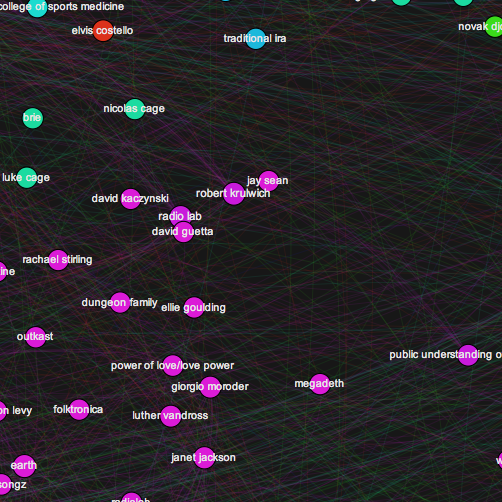 college of sports medicine
elvis costello
traditional ira
novak dj
nicolas cage
brie
luke cage
jay sean
robert krulwich
david kaczynski
radio lab
david guetta
rachael stirling
ine
dungeon family
ellie goulding
outkast
public understanding o
power of love/love power
giorgio moroder
megadeth
on levy
folktronica
luther vandross
janet jackson
earth
songz